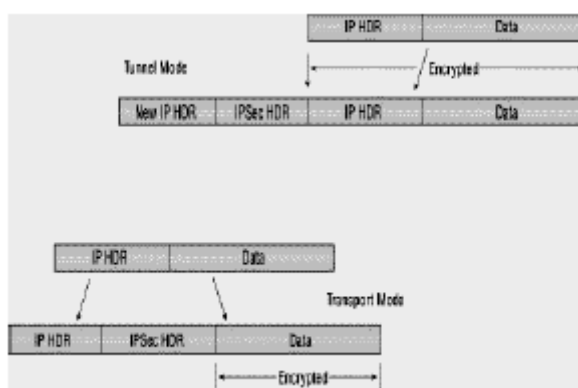 IP HDR Data
Tunnel Mode
Encrypted
New IP HDR IPSec HDR IP HDR Data
IP HDR Data
Transport Mode
IP HDR IPSec HDR Data
Encrypted